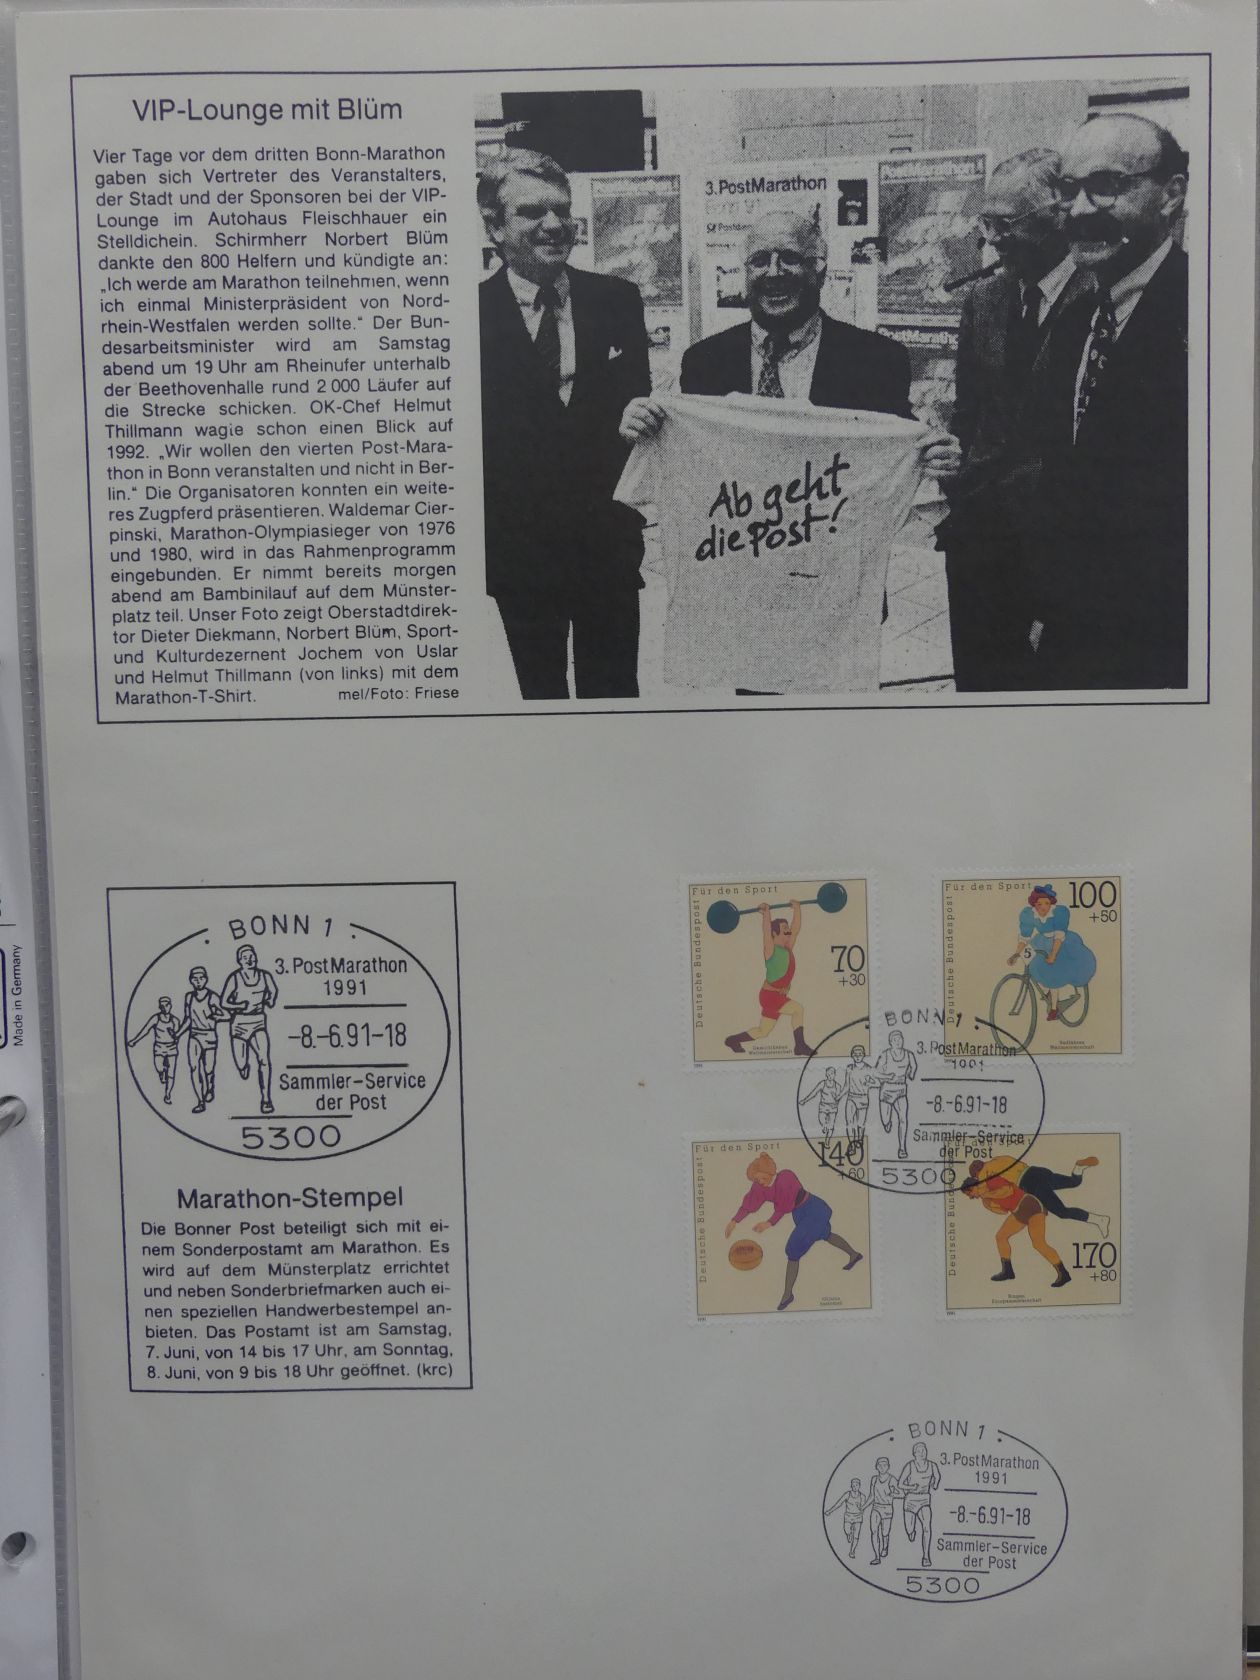 VIP-Lounge mit Blüm
Vier Tage vor dem dritten Bonn-Marathon
gaben sich Vertreter des Veranstalters,
der Stadt und der Sponsoren bei der VIP-
Lounge im Autohaus Fleischhauer ein
Stelldichein. Schirmherr Norbert Blüm
dankte den 800 Helfern und kündigte an:
„Ich werde am Marathon teilnehmen, wenn
ich einmal Ministerpräsident von Nord-
rhein-Westfalen werden sollte.“ Der Bun-
desarbeitsminister wird am Samstag
abend um 19 Uhr am Rheinufer unterhalb
der Beethovenhalle rund 2 000 Läufer auf
die Strecke schicken. OK-Chef Helmut
Thillmann wagte schon einen Blick auf
1992. „Wir wollen den vierten Post-Mara-
thon in Bonn veranstalten und nicht in Ber-
lin.“ Die Organisatoren konnten ein weite-
res Zugpferd präsentieren. Waldemar Cier-
pinski, Marathon-Olympiasieger von 1976
und 1980, wird in das Rahmenprogramm
eingebunden. Er nimmt bereits morgen
abend am Bambinilauf auf dem Münster-
platz teil. Unser Foto zeigt Oberstadtdirek-
tor Dieter Diekmann, Norbert Blüm, Sport-
und Kulturdezernent Jochem von Uslar
und Helmut Thillmann (von links) mit dem
Marathon-T-Shirt. mel/Foto: Friese
PostMarathon
3. PostMarathon
PostMarathon
Ab geht
die Post!
BONN 1
3. PostMarathon
1991
-8.-6.91-18
Sammler-Service
der Post
5300
Marathon-Stempel
Die Bonner Post beteiligt sich mit ei-
nem Sonderpostamt am Marathon. Es
wird auf dem Münsterplatz errichtet
und neben Sonderbriefmarken auch ei-
nen speziellen Handwerbestempel an-
bieten. Das Postamt ist am Samstag,
7. Juni, von 14 bis 17 Uhr, am Sonntag,
8. Juni, von 9 bis 18 Uhr geöffnet. (krc)
Für den Sport
Deutsche Bundespost
70
+30
Gewichtheben
Weltmeisterschaft
1991
Für den Sport
Deutsche Bundespost
100
+50
5
Radfahren
Weltmeisterschaft
BONN 1
3. PostMarathon
1991
-8.-6.91-18
Sammler-Service
der Post
5300
Für den Sport
Deutsche Bundespost
140
+60
1991
Für den Sport
Deutsche Bundespost
170
+80
Ringen
Europameisterschaft
1991
BONN 1
3. PostMarathon
1991
-8.-6.91-18
Sammler-Service
der Post
5300
Made in Germany